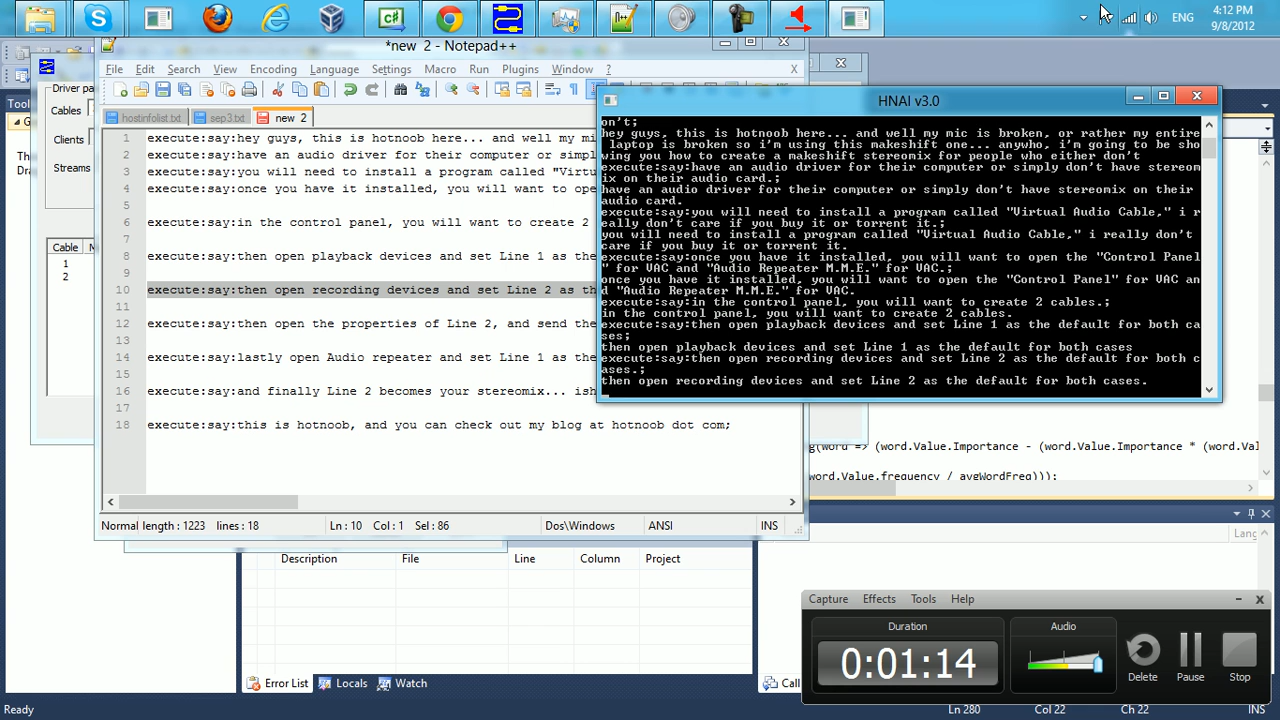 ENG
4:12 PM
9/8/2012
*new 2 - Notepad++
File Edit Search View Encoding Language Settings Macro Run Plugins Window ? X
hostinfolist.txt sep3.txt new 2
1 execute:say:hey guys, this is hotnoob here... and well my mi
2 execute:say:have an audio driver for their computer or simpl
3 execute:say:you will need to install a program called "Virtu
4 execute:say:once you have it installed, you will want to ope
5
6 execute:say:in the control panel, you will want to create 2
7
8 execute:say:then open playback devices and set Line 1 as the
9
10 execute:say:then open recording devices and set Line 2 as th
11
12 execute:say:then open the properties of Line 2, and send the
13
14 execute:say:lastly open Audio repeater and set Line 1 as the
15
16 execute:say:and finally Line 2 becomes your stereomix... ish
17
18 execute:say:this is hotnoob, and you can check out my blog at hotnoob dot com;
Normal length : 1223 lines : 18 Ln : 10 Col : 1 Sel : 86 Dos\Windows ANSI INS
Driver pa
Cables
Clients
Streams
Cable M
1
2
HNAI v3.0
on't;
hey guys, this is hotnoob here... and well my mic is broken, or rather my entire
laptop is broken so i'm using this makeshift one... anywho, i'm going to be sho
wing you how to create a makeshift stereomix for people who either don't
execute:say:have an audio driver for their computer or simply don't have stereom
ix on their audio card.;
have an audio driver for their computer or simply don't have stereomix on their
audio card.
execute:say:you will need to install a program called "Virtual Audio Cable," i r
eally don't care if you buy it or torrent it.;
you will need to install a program called "Virtual Audio Cable," i really don't
care if you buy it or torrent it.
execute:say:once you have it installed, you will want to open the "Control Panel
" for VAC and "Audio Repeater M.M.E." for VAC.;
once you have it installed, you will want to open the "Control Panel" for VAC an
d "Audio Repeater M.M.E." for VAC.
execute:say:in the control panel, you will want to create 2 cables.;
in the control panel, you will want to create 2 cables.
execute:say:then open playback devices and set Line 1 as the default for both ca
ses;
then open playback devices and set Line 1 as the default for both cases
execute:say:then open recording devices and set Line 2 as the default for both c
ases.;
then open recording devices and set Line 2 as the default for both cases.
g(word => (word.Value.Importance - (word.Value.Importance * (word.Val
word.Value.frequency / avgWordFreq)));
Description File Line Column Project
Error List Locals Watch
Lang
Call
Capture Effects Tools Help
Duration
0:01:14
Audio
Delete Pause Stop
Ready Ln 280 Col 22 Ch 22 INS